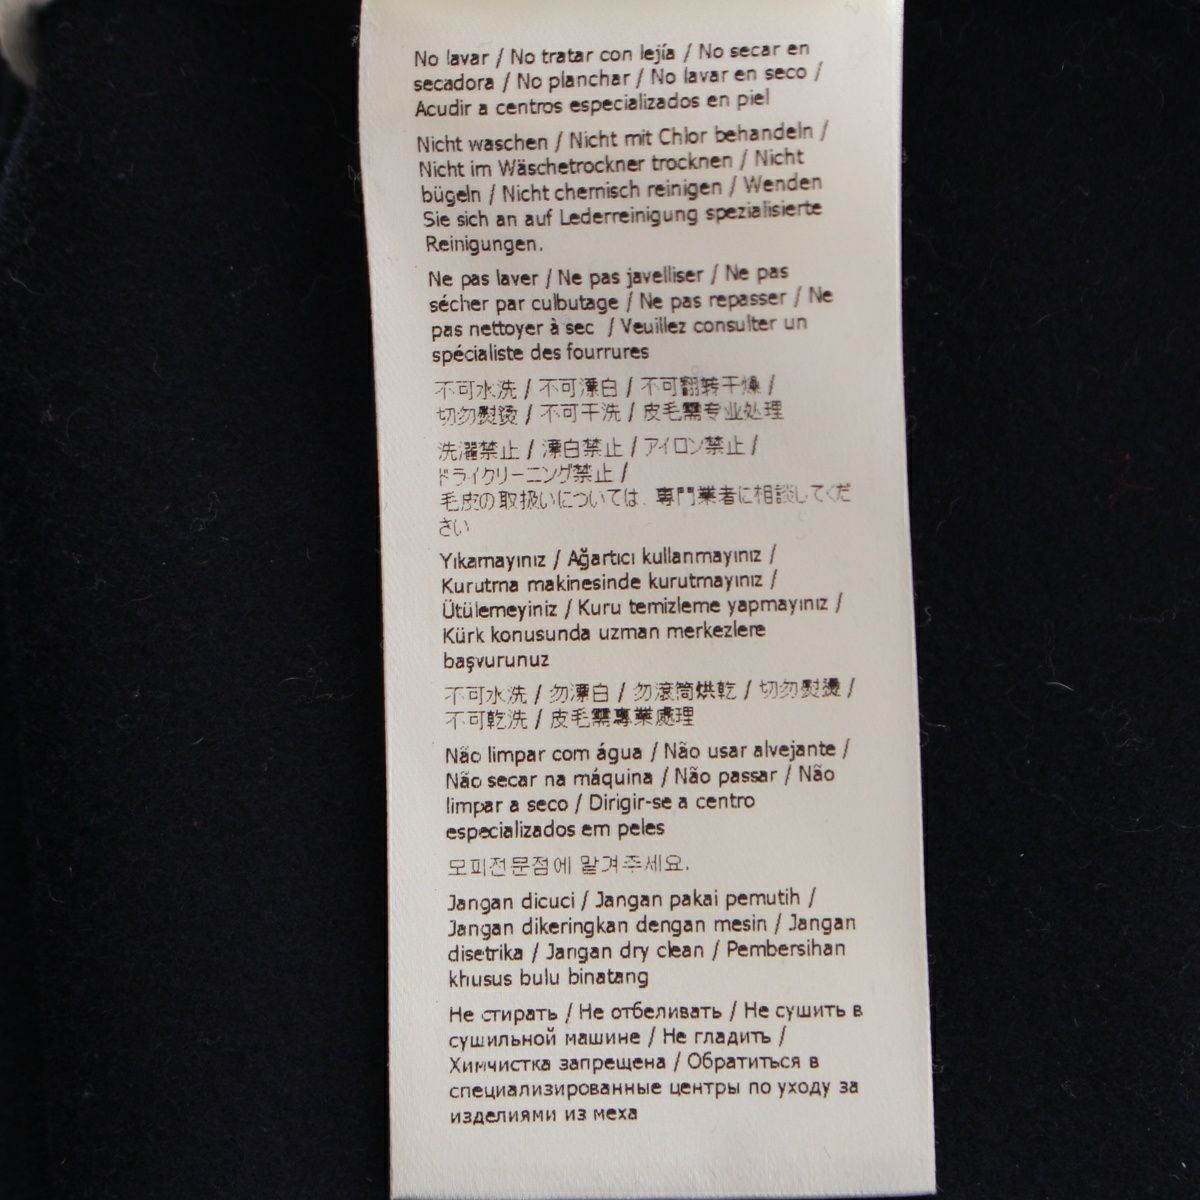 No lavar / No tratar con lejía / No secar en
secadora / No planchar / No lavar en seco /
Acudir a centros especializados en piel
Nicht waschen / Nicht mit Chlor behandeln /
Nicht im Wäschetrockner trocknen / Nicht
bügeln / Nicht chemisch reinigen / Wenden
Sie sich an auf Lederreinigung spezialisierte
Reinigungen.
Ne pas laver / Ne pas javelliser / Ne pas
sécher par culbutage / Ne pas repasser / Ne
pas nettoyer à sec / Veuillez consulter un
spécialiste des fourrures
不可水洗 / 不可漂白 / 不可翻转干燥 /
切勿熨烫 / 不可干洗 / 皮毛需专业处理
洗濯禁止 / 漂白禁止 / アイロン禁止 /
ドライクリーニング禁止 /
毛皮の取扱いについては、専門業者に相談してくだ
さい
Yıkamayınız / Ağartıcı kullanmayınız /
Kurutma makinesinde kurutmayınız /
Ütülemeyiniz / Kuru temizleme yapmayınız /
Kürk konusunda uzman merkezlere
başvurunuz
不可水洗 / 勿漂白 / 勿滾筒烘乾 / 切勿熨燙 /
不可乾洗 / 皮毛需專業處理
Não limpar com água / Não usar alvejante /
Não secar na máquina / Não passar / Não
limpar a seco / Dirigir-se a centro
especializados em peles
모피전문점에 맡겨주세요.
Jangan dicuci / Jangan pakai pemutih /
Jangan dikeringkan dengan mesin / Jangan
disetrika / Jangan dry clean / Pembersihan
khusus bulu binatang
Не стирать / Не отбеливать / Не сушить в
сушильной машине / Не гладить /
Химчистка запрещена / Обратиться в
специализированные центры по уходу за
изделиями из меха